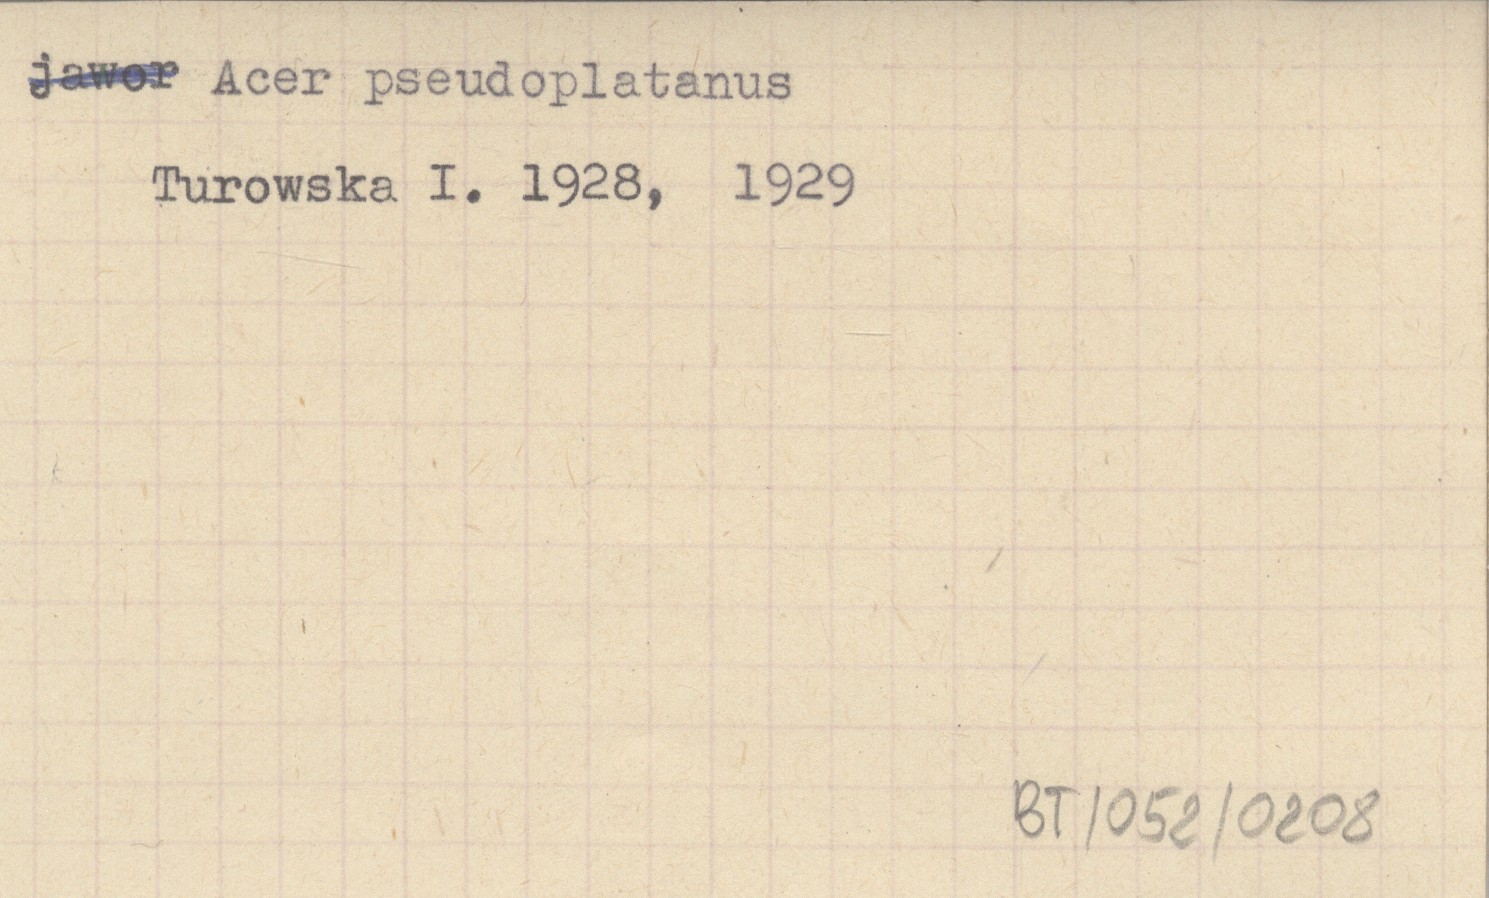 jawor Acer pseudoplatanus
Turowska I. 1928, 1929
BT/052/0208